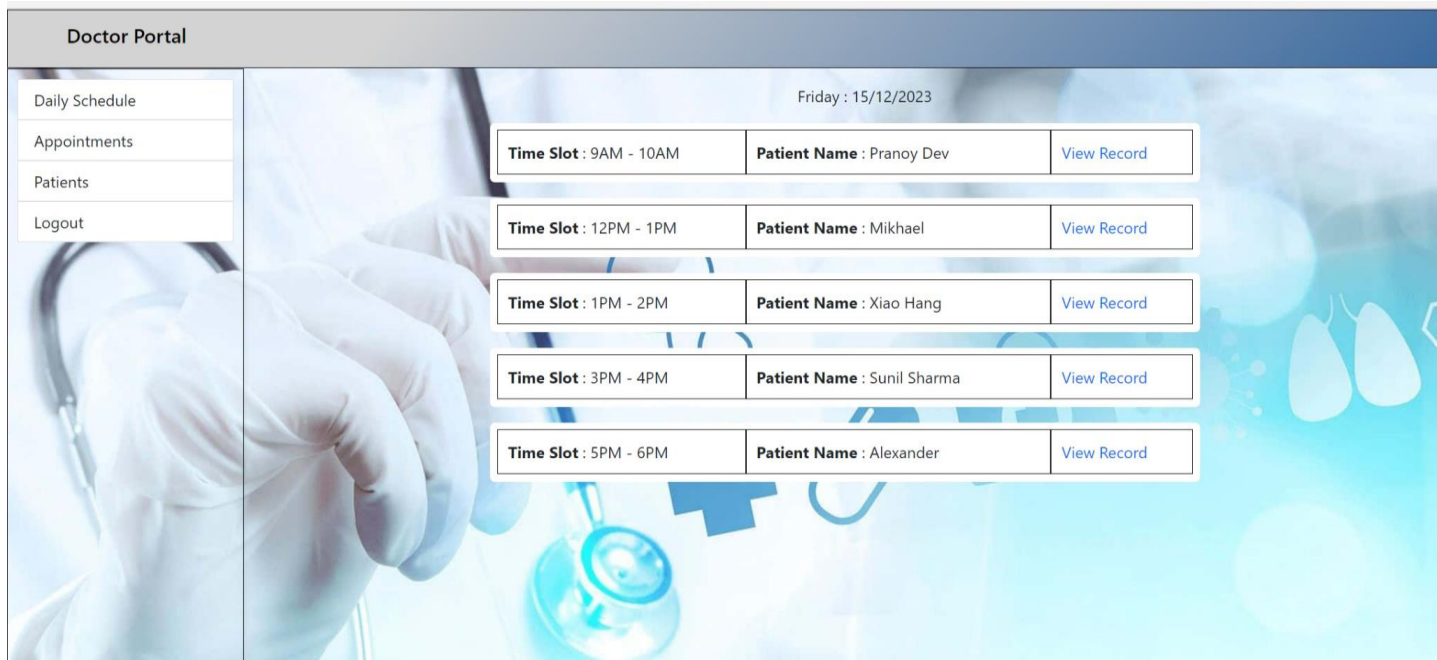 Doctor Portal
Daily Schedule
Appointments
Patients
Logout
Friday : 15/12/2023
Time Slot : 9AM - 10AM Patient Name : Pranoy Dev View Record
Time Slot : 12PM - 1PM Patient Name : Mikhael View Record
Time Slot : 1PM - 2PM Patient Name : Xiao Hang View Record
Time Slot : 3PM - 4PM Patient Name : Sunil Sharma View Record
Time Slot : 5PM - 6PM Patient Name : Alexander View Record